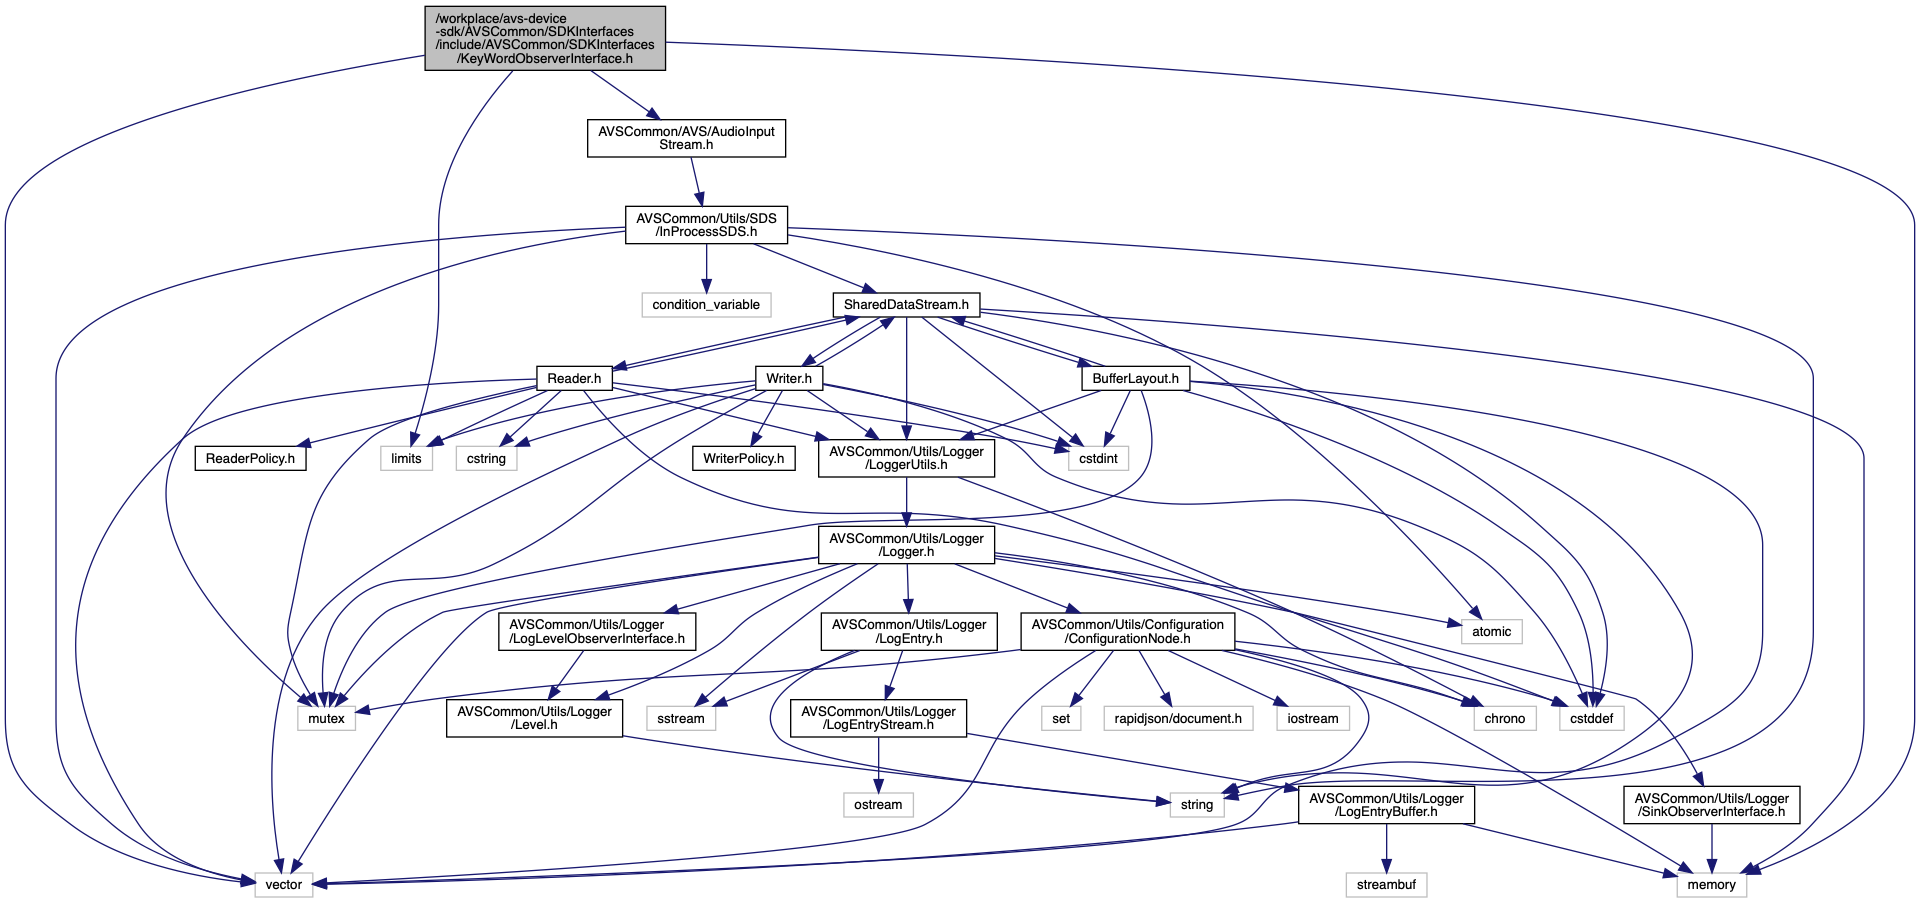 /workplace/avs-device
-sdk/AVSCommon/SDKInterfaces
/include/AVSCommon/SDKInterfaces
/KeyWordObserverInterface.h
AVSCommon/AVS/AudioInput
Stream.h
AVSCommon/Utils/SDS
/InProcessSDS.h
condition_variable
SharedDataStream.h
Reader.h
Writer.h
BufferLayout.h
ReaderPolicy.h
limits
cstring
WriterPolicy.h
AVSCommon/Utils/Logger
/LoggerUtils.h
cstdint
AVSCommon/Utils/Logger
/Logger.h
AVSCommon/Utils/Logger
/LogLevelObserverInterface.h
AVSCommon/Utils/Logger
/LogEntry.h
AVSCommon/Utils/Configuration
/ConfigurationNode.h
atomic
mutex
AVSCommon/Utils/Logger
/Level.h
sstream
AVSCommon/Utils/Logger
/LogEntryStream.h
set
rapidjson/document.h
iostream
chrono
cstddef
ostream
string
AVSCommon/Utils/Logger
/LogEntryBuffer.h
AVSCommon/Utils/Logger
/SinkObserverInterface.h
vector
streambuf
memory